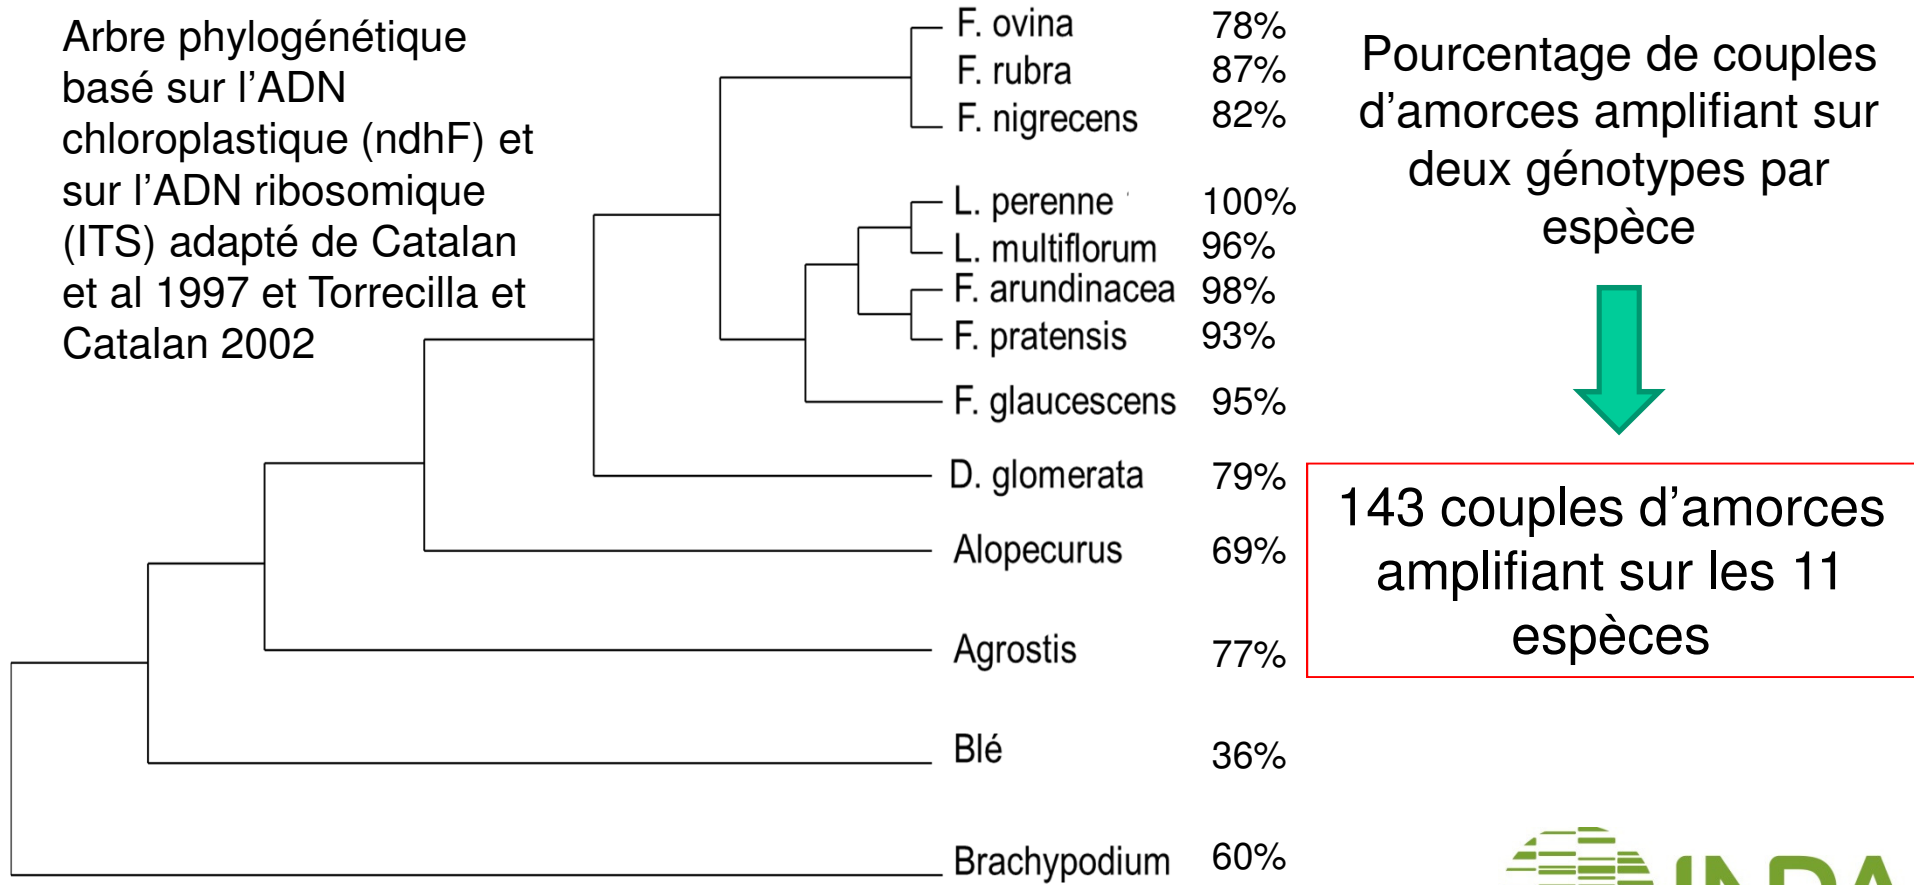 Arbre phylogénétique
basé sur l’ADN
chloroplastique (ndhF) et
sur l’ADN ribosomique
(ITS) adapté de Catalan
et al 1997 et Torrecilla et
Catalan 2002
F. ovina 78%
F. rubra 87%
F. nigrecens 82%
L. perenne 100%
L. multiflorum 96%
F. arundinacea 98%
F. pratensis 93%
F. glaucescens 95%
D. glomerata 79%
Alopecurus 69%
Agrostis 77%
Blé 36%
Brachypodium 60%
Pourcentage de couples
d’amorces amplifiant sur
deux génotypes par
espèce
143 couples d’amorces
amplifiant sur les 11
espèces
INRA